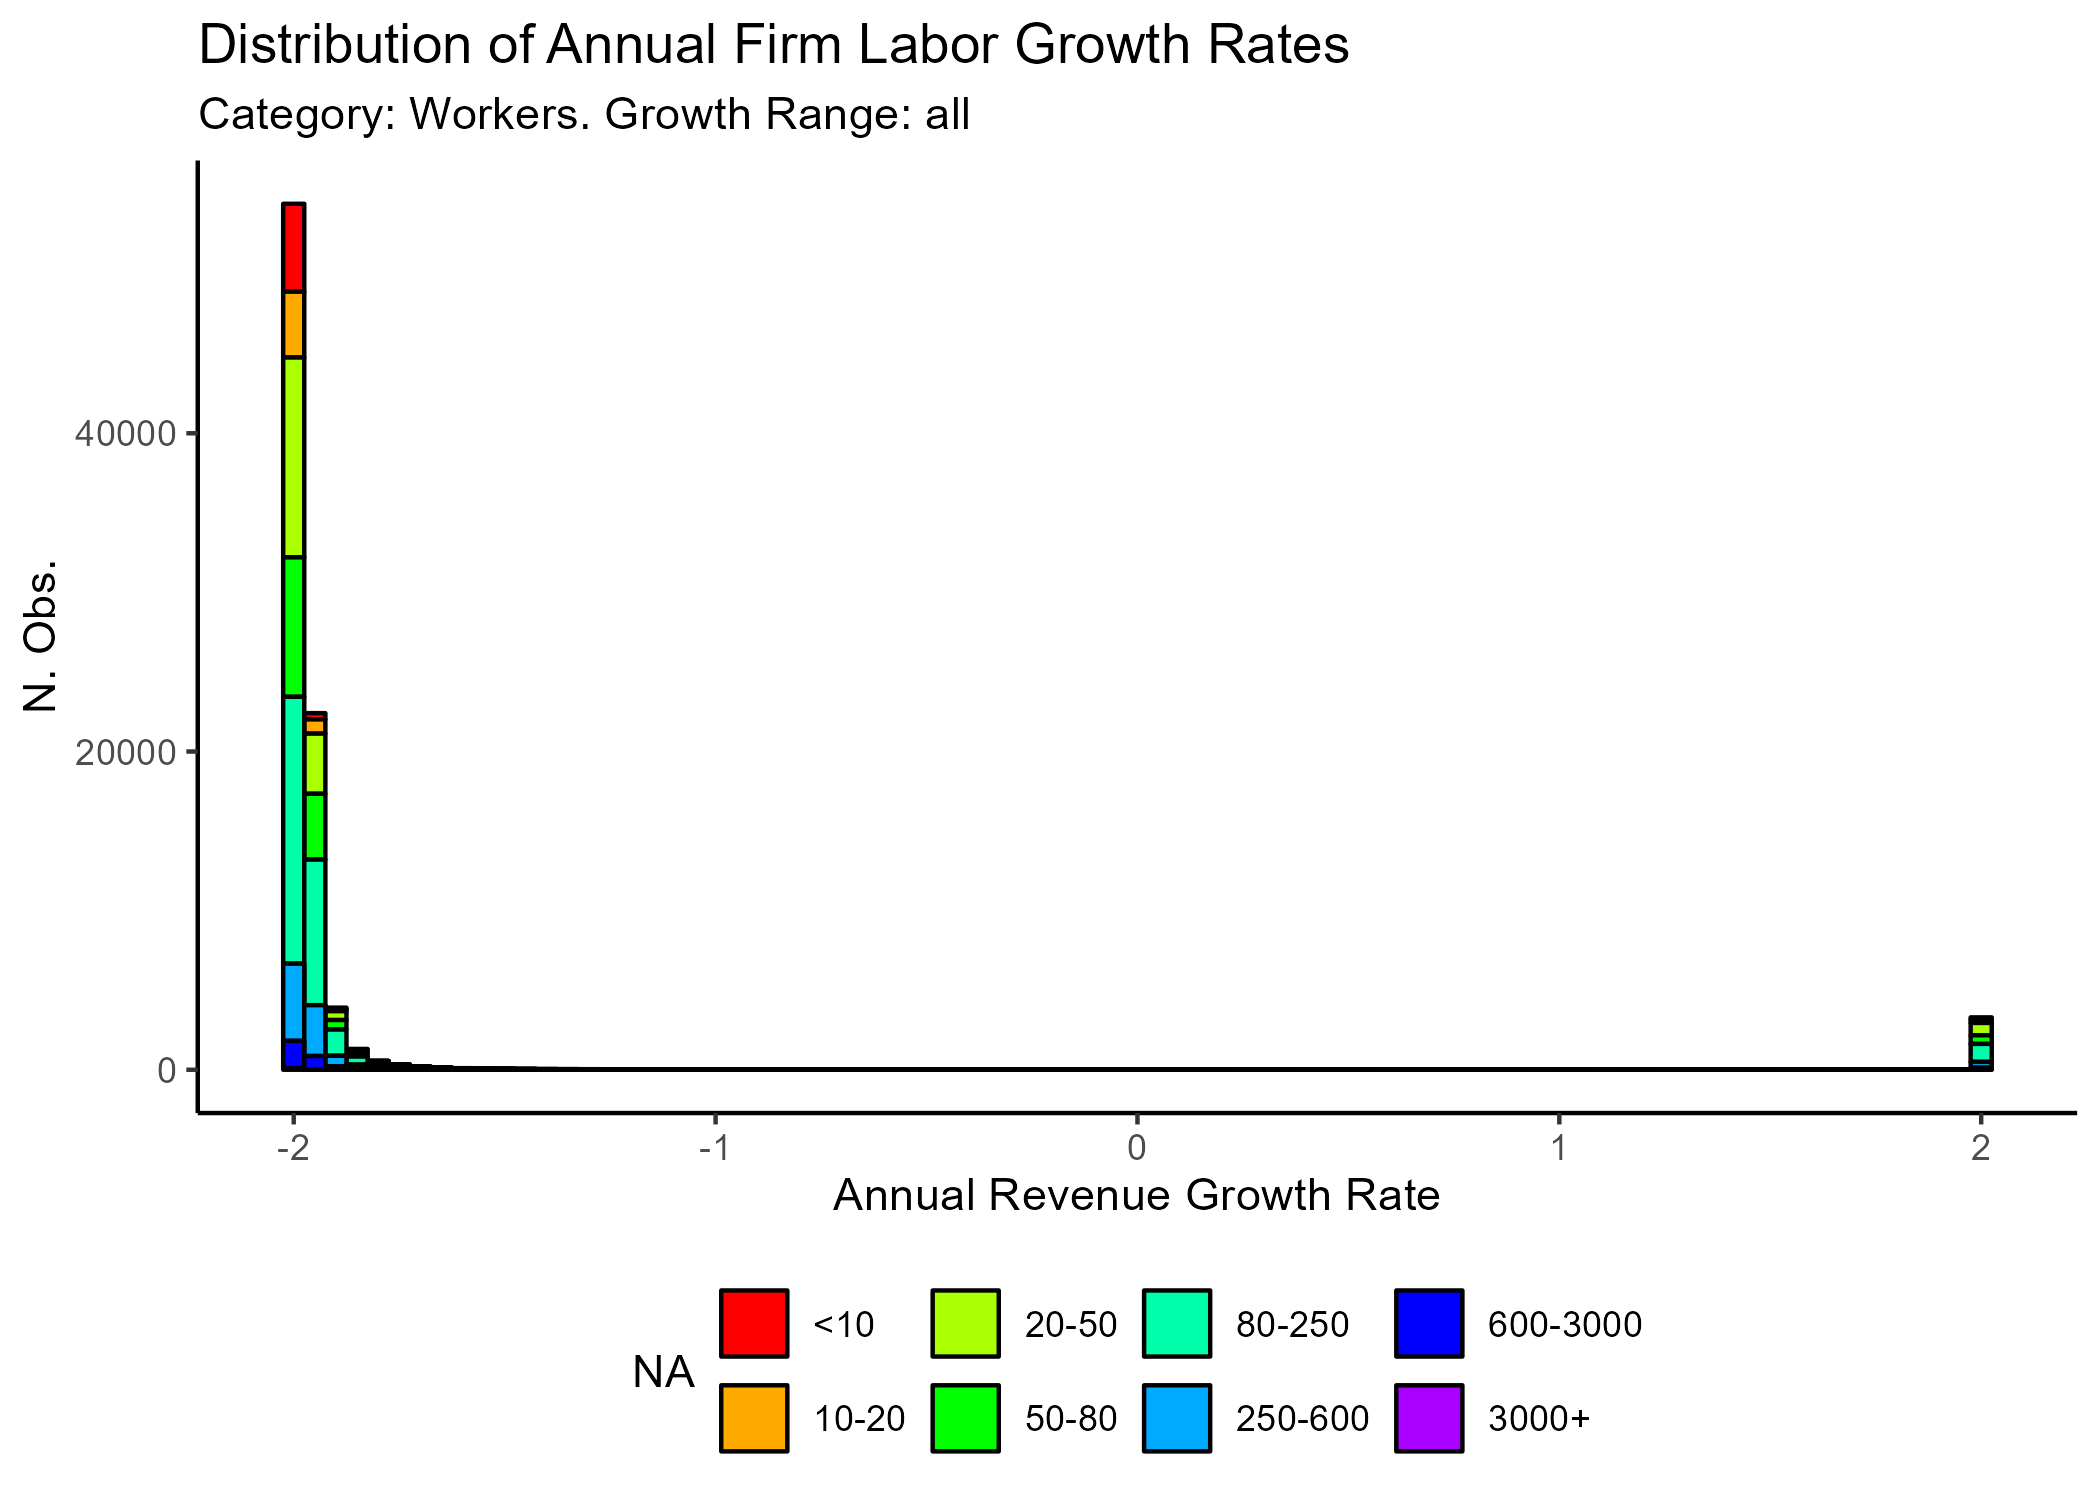 Distribution of Annual Firm Labor Growth Rates
Category: Workers. Growth Range: all
N. Obs.
40000
20000
0
-2 -1 0 1 2
Annual Revenue Growth Rate
NA
<10 20-50 80-250 600-3000
10-20 50-80 250-600 3000+